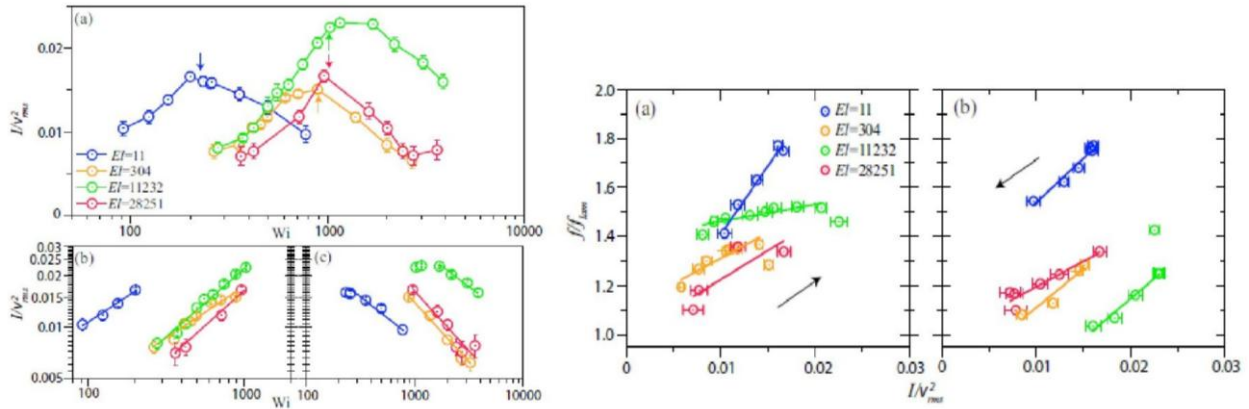 (a)
0.02
0.01
0
I/v²rms
El=11
El=304
El=11232
El=28251
100
1000
10000
Wi
(b)
(c)
0.03
0.025
0.020
0.015
0.010
0.005
I/v²rms
100
1000
100
1000
10000
Wi
(a)
El=11
El=304
El=11232
El=28251
(b)
2.0
1.8
1.6
1.4
1.2
1.0
f/fLam
0
0.01
0.02
0.03
0
0.01
0.02
0.03
I/v²rms